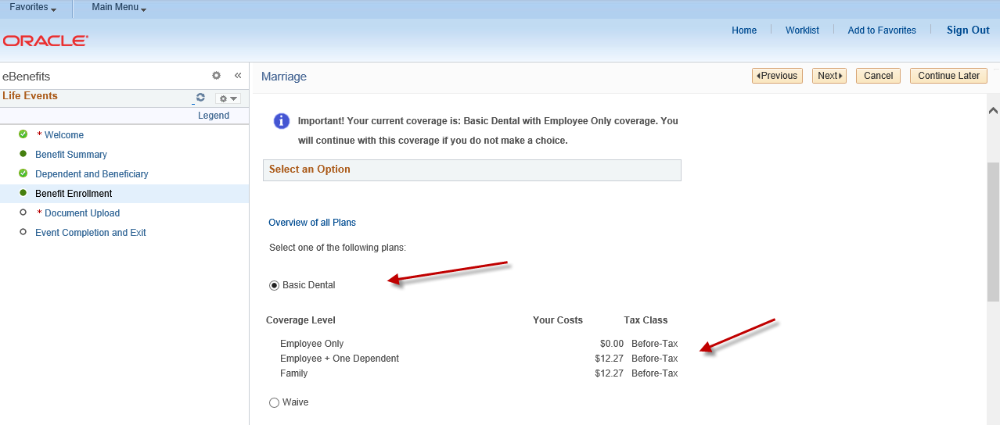 Favorites
Main Menu
ORACLE
Home
Worklist
Add to Favorites
Sign Out
eBenefits
«
Life Events
Legend
* Welcome
Benefit Summary
Dependent and Beneficiary
Benefit Enrollment
* Document Upload
Event Completion and Exit
Marriage
Previous
Next
Cancel
Continue Later
Important! Your current coverage is: Basic Dental with Employee Only coverage. You
will continue with this coverage if you do not make a choice.
Select an Option
Overview of all Plans
Select one of the following plans:
Basic Dental
Coverage Level Your Costs Tax Class
Employee Only $0.00 Before-Tax
Employee + One Dependent $12.27 Before-Tax
Family $12.27 Before-Tax
Waive